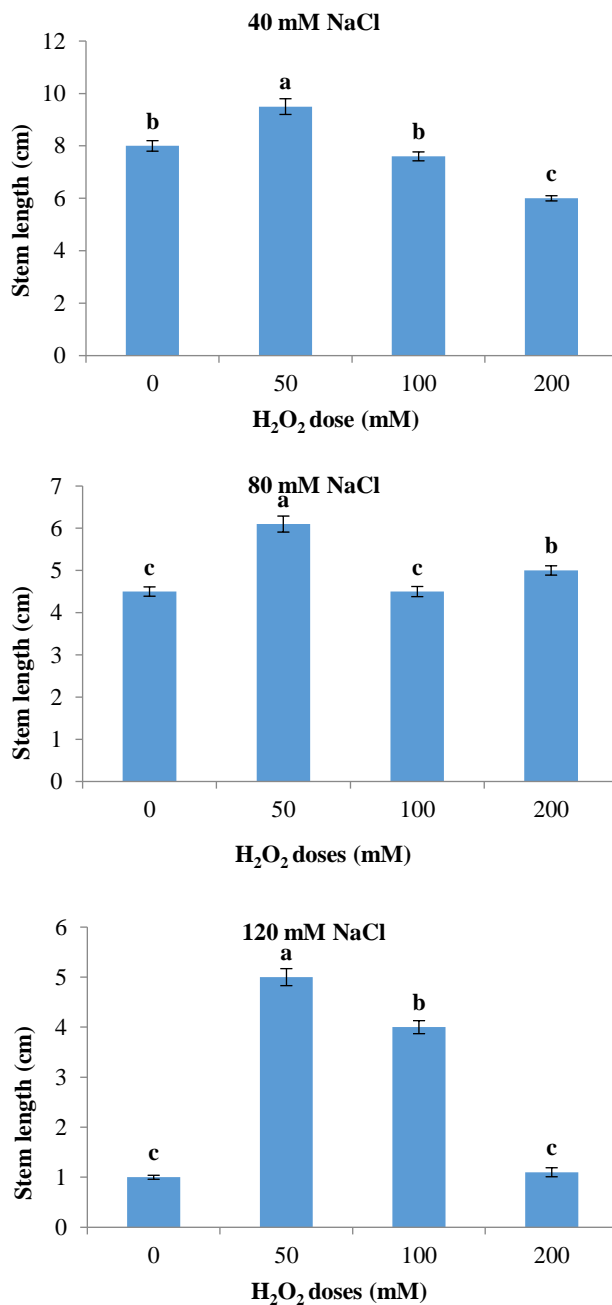 40 mM NaCl
12
10
8
6
4
2
0
Stem length (cm)
b
a
b
c
0 50 100 200
H₂O₂ dose (mM)
80 mM NaCl
7
6
5
4
3
2
1
0
Stem length (cm)
c
a
c
b
0 50 100 200
H₂O₂ doses (mM)
120 mM NaCl
6
5
4
3
2
1
0
Stem length (cm)
c
a
b
c
0 50 100 200
H₂O₂ doses (mM)